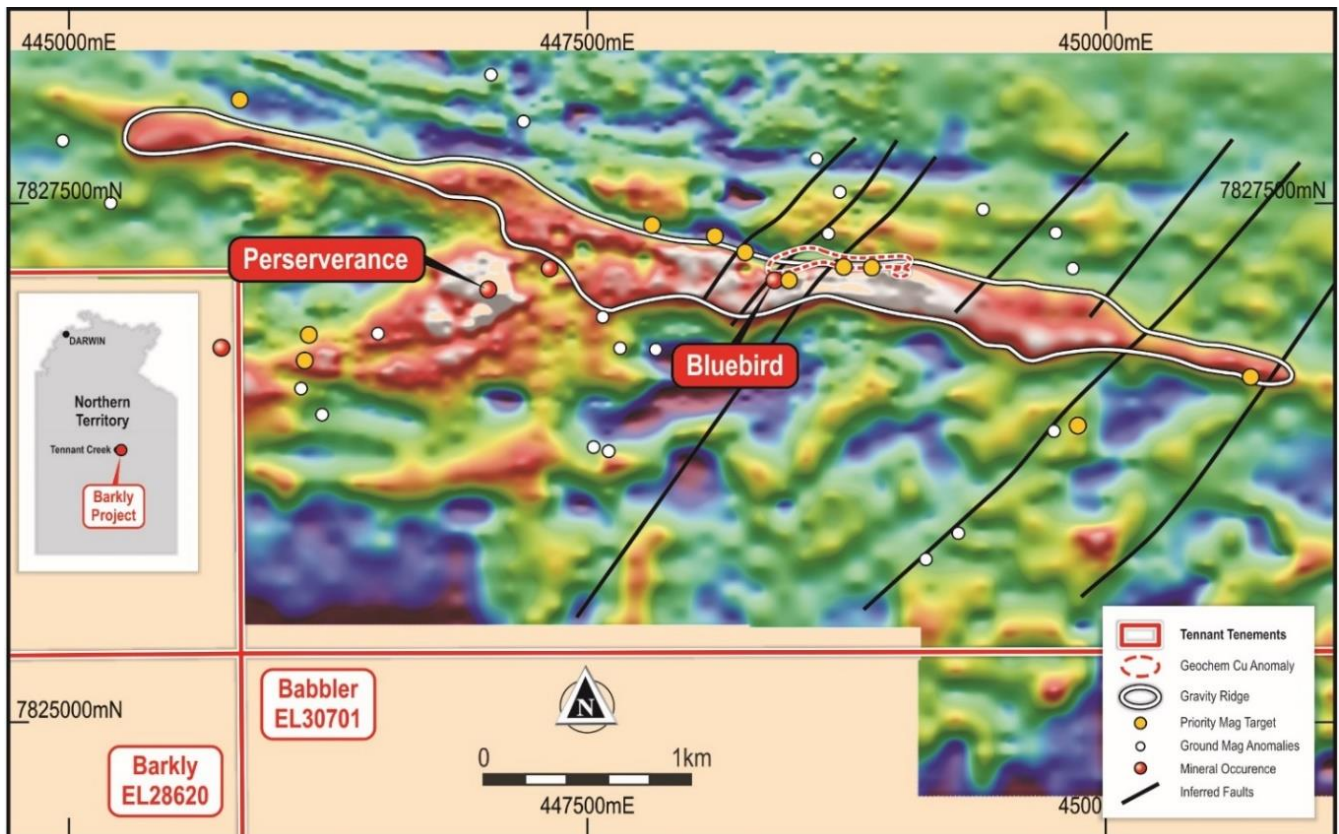 445000mE
447500mE
450000mE
7827500mN
7827500mN
Perserverance
Bluebird
DARWIN
Northern
Territory
Tennant Creek
Barkly
Project
Babbler
EL30701
7825000mN
Barkly
EL28620
N
0 1km
447500mE
Tennant Tenements
Geochem Cu Anomaly
Gravity Ridge
Priority Mag Target
Ground Mag Anomalies
Mineral Occurence
Inferred Faults